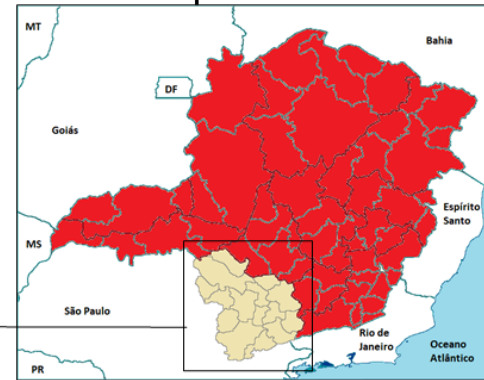 MT
Bahia
DF
Goiás
Espírito
Santo
MS
São Paulo
Rio de
Janeiro
Oceano
Atlântico
PR